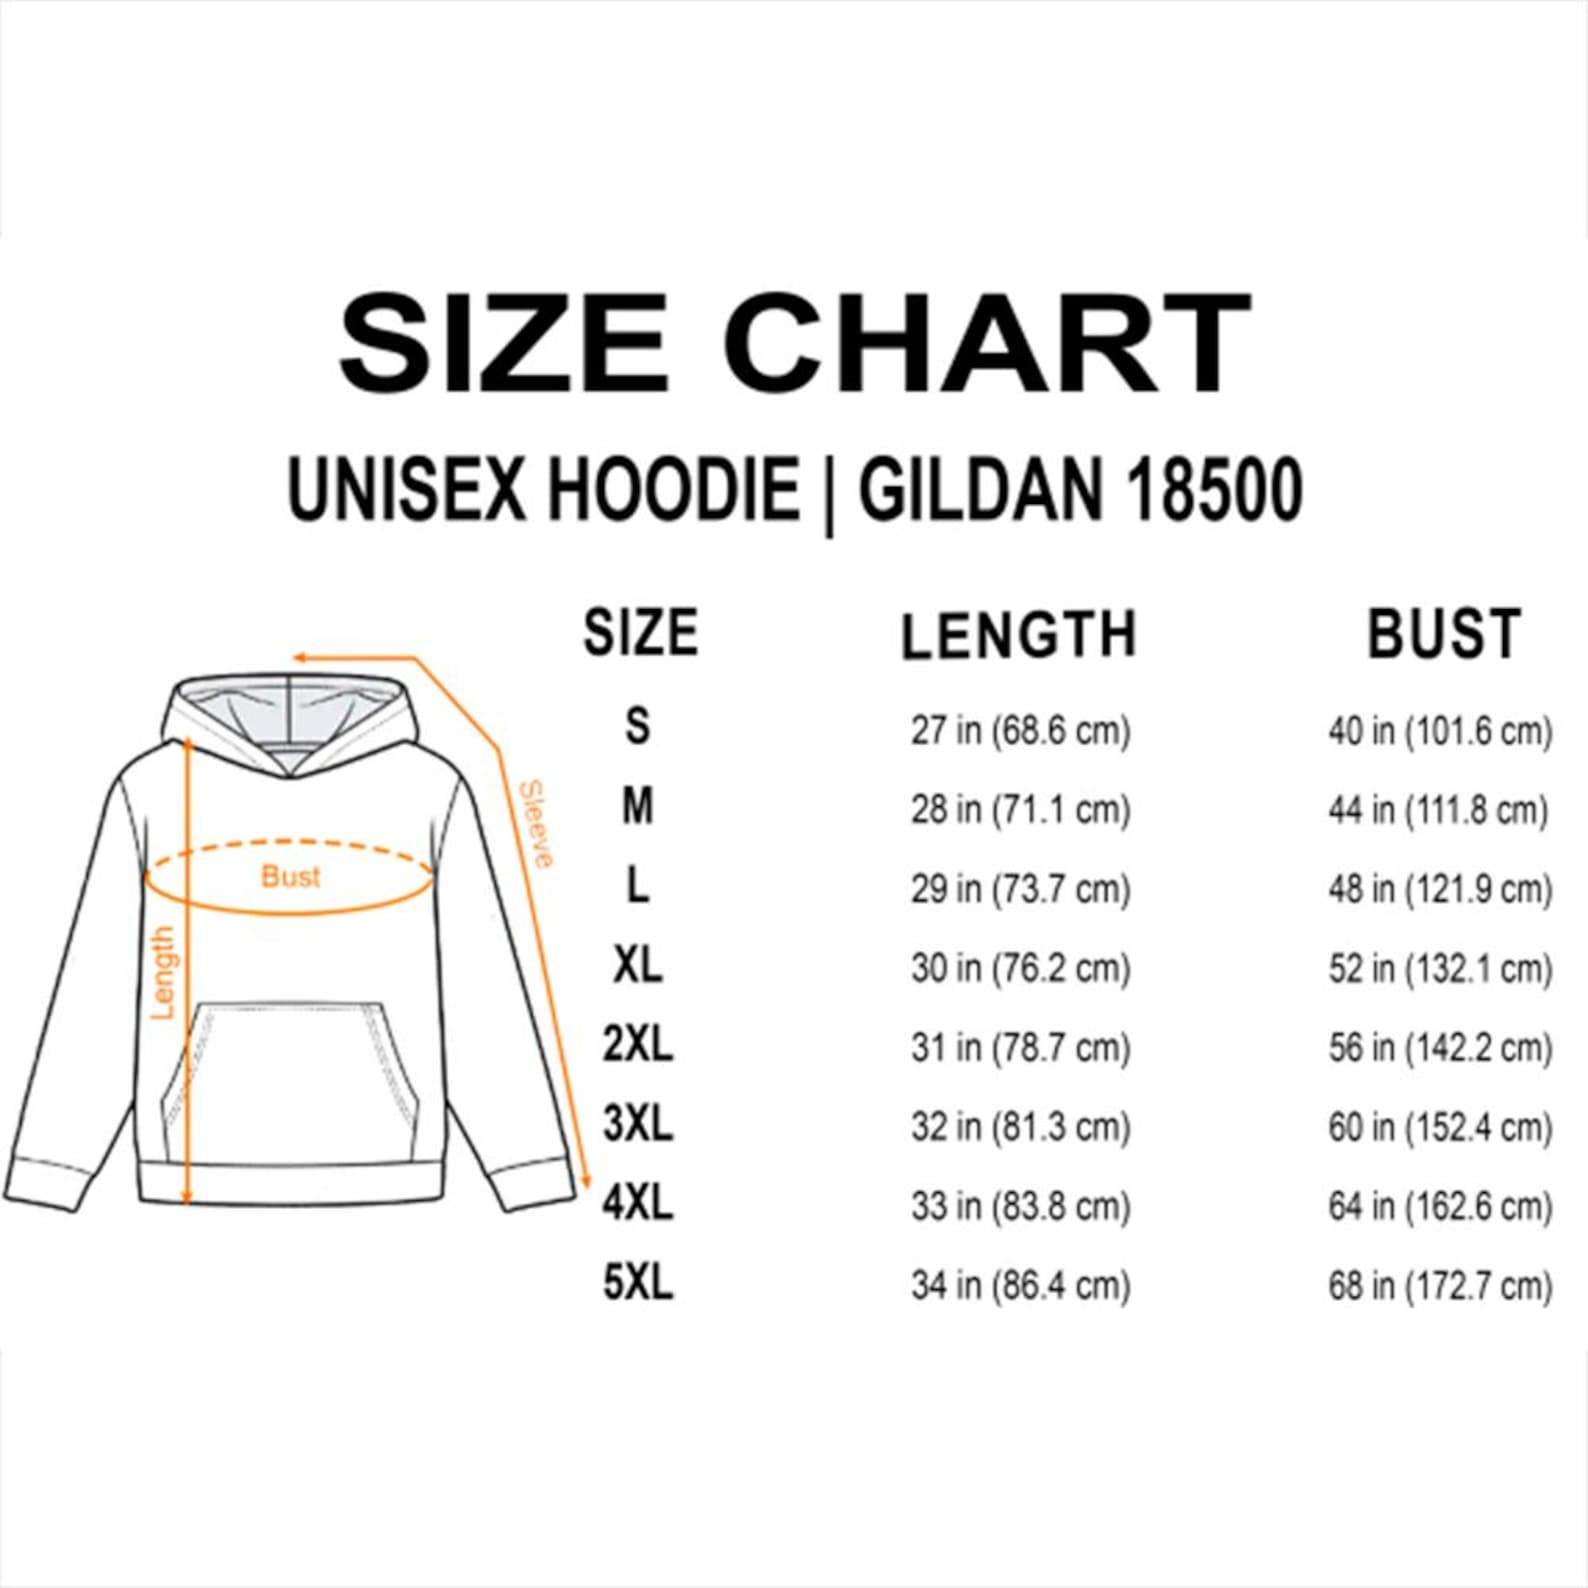 SIZE CHART
UNISEX HOODIE | GILDAN 18500
SIZE LENGTH BUST
S 27 in (68.6 cm) 40 in (101.6 cm)
M 28 in (71.1 cm) 44 in (111.8 cm)
L 29 in (73.7 cm) 48 in (121.9 cm)
XL 30 in (76.2 cm) 52 in (132.1 cm)
2XL 31 in (78.7 cm) 56 in (142.2 cm)
3XL 32 in (81.3 cm) 60 in (152.4 cm)
4XL 33 in (83.8 cm) 64 in (162.6 cm)
5XL 34 in (86.4 cm) 68 in (172.7 cm)
Sleeve
Bust
Length